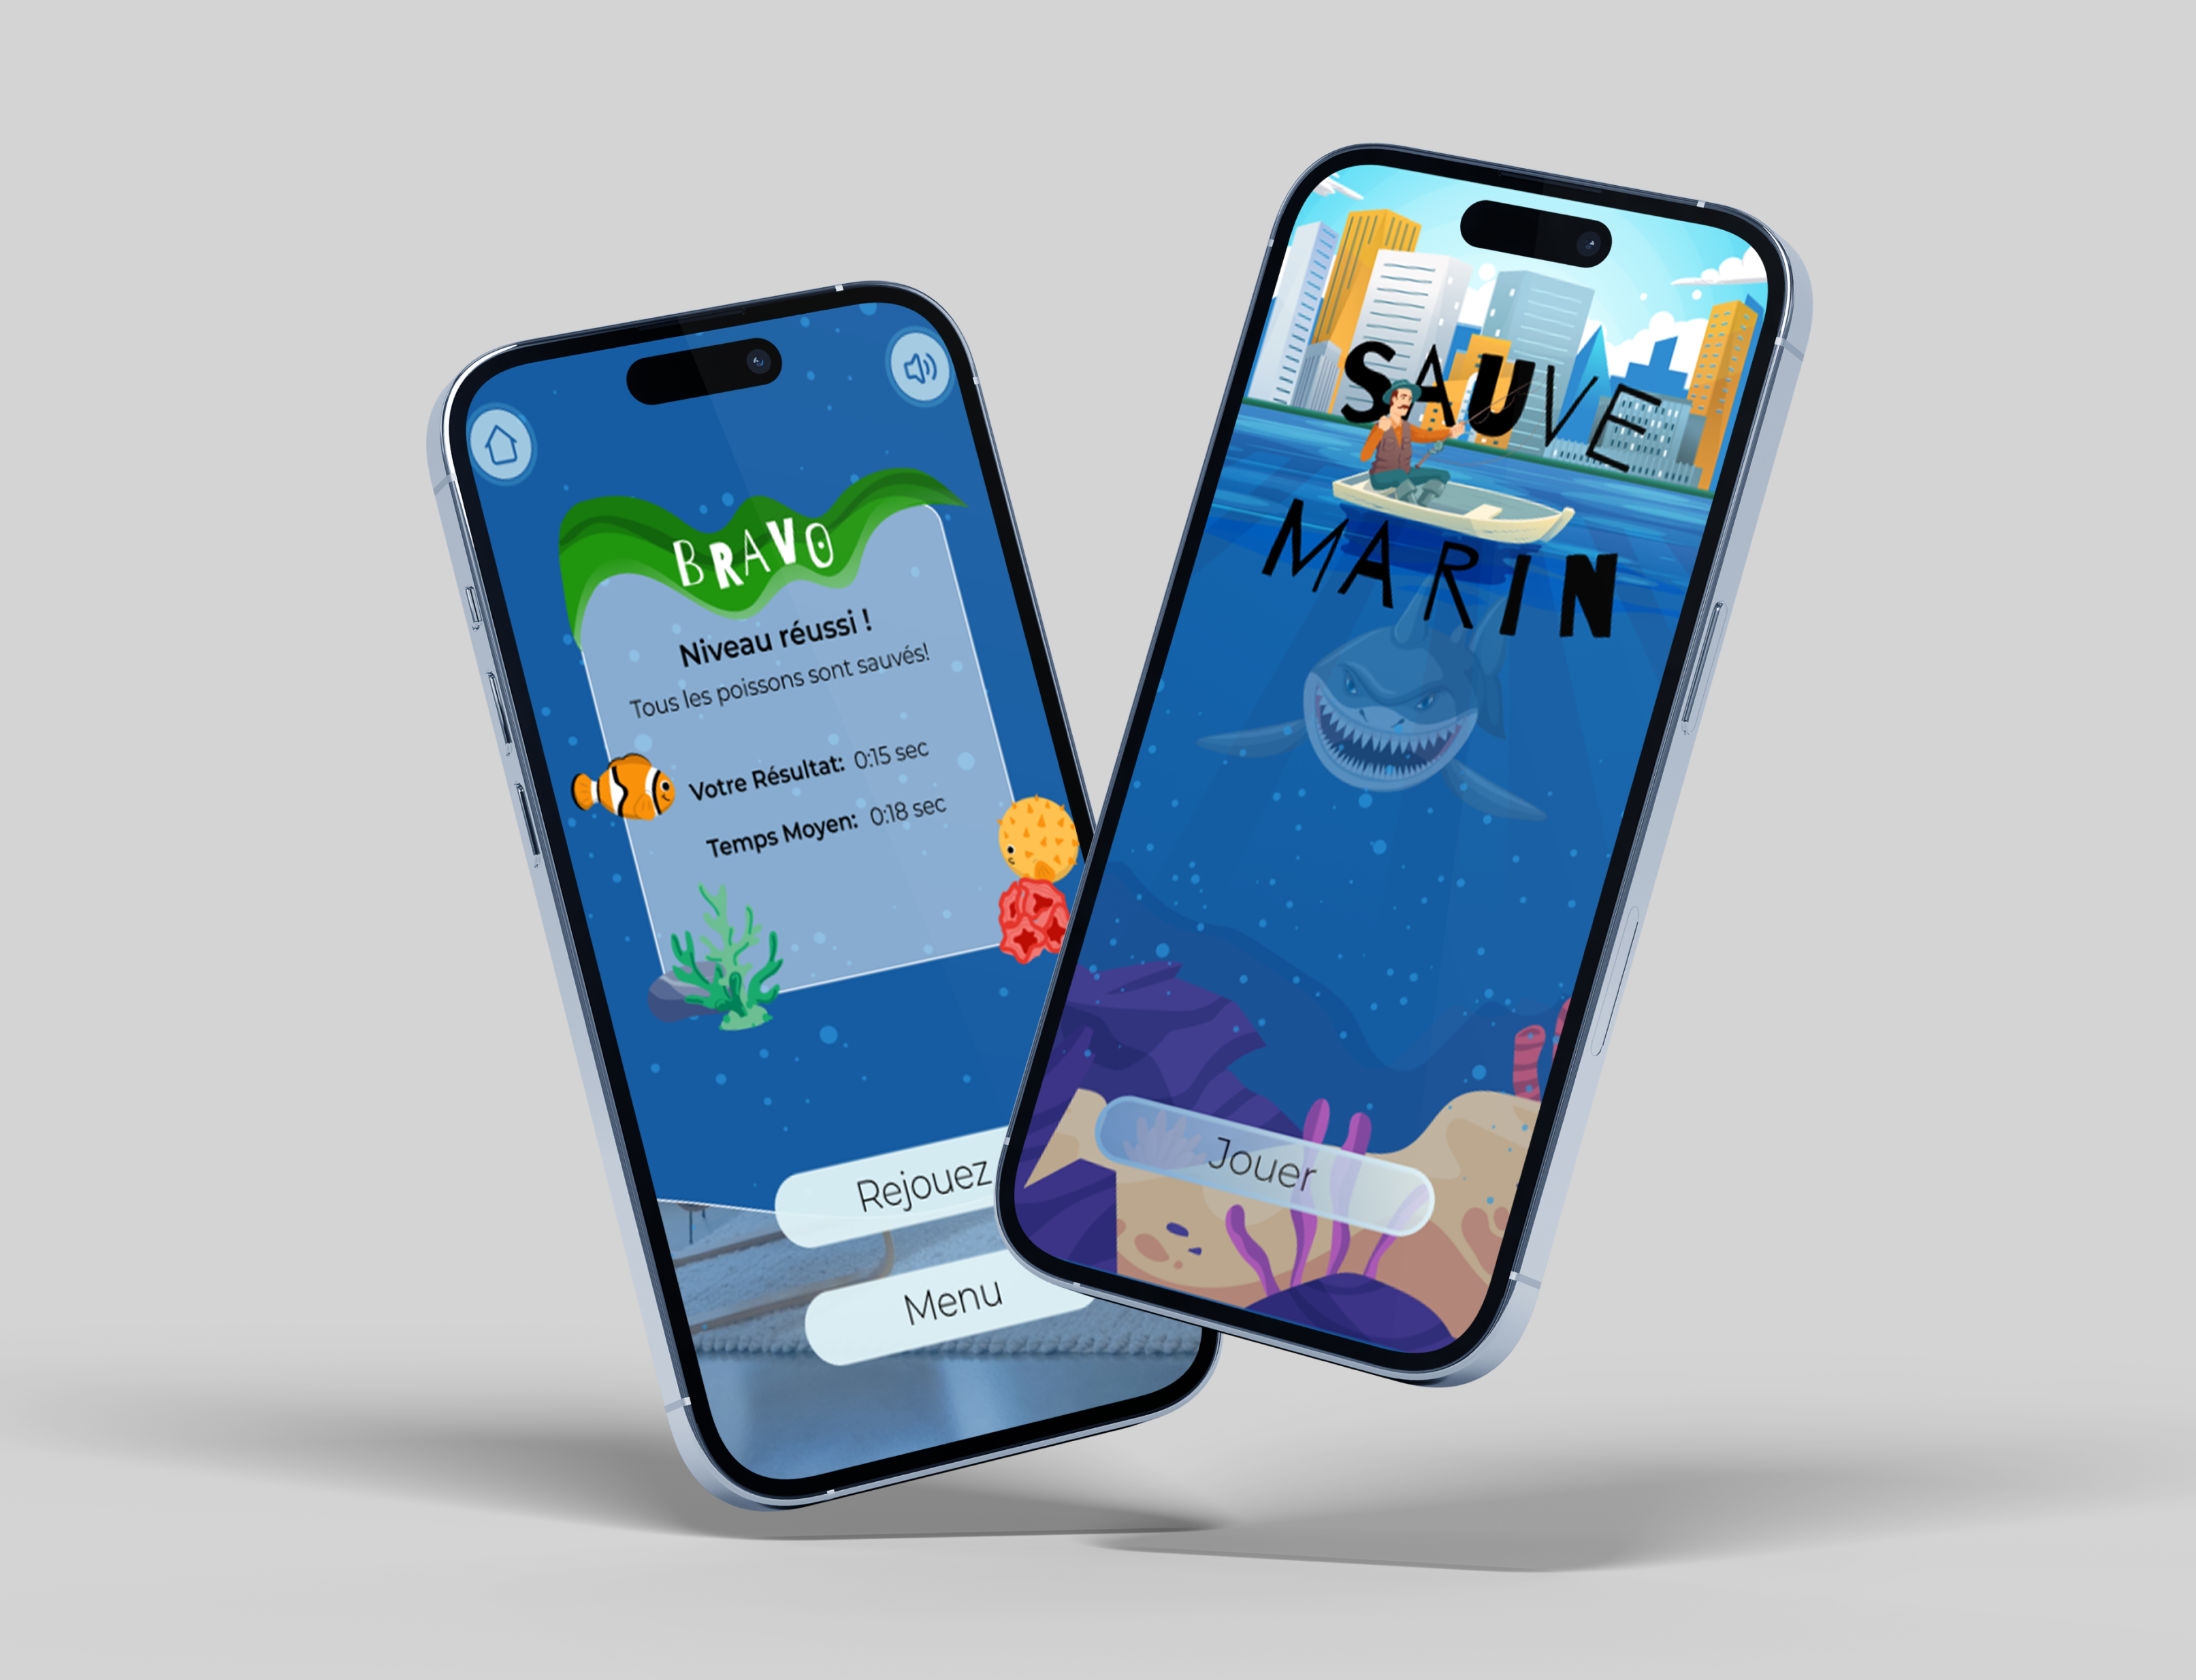 BRAVO
Niveau réussi !
Tous les poissons sont sauvés!
Votre Résultat: 0:15 sec
Temps Moyen: 0:18 sec
Rejouez
Menu
SAUVE
MARIN
Jouer